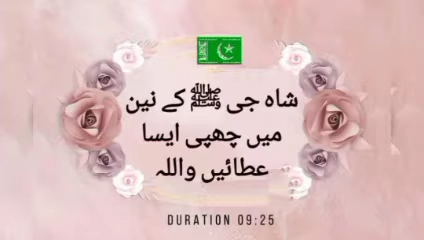 شاہ جی ﷺ کے نین
میں چھپی ایسا
عطائیں واللہ
DURATION 09:25